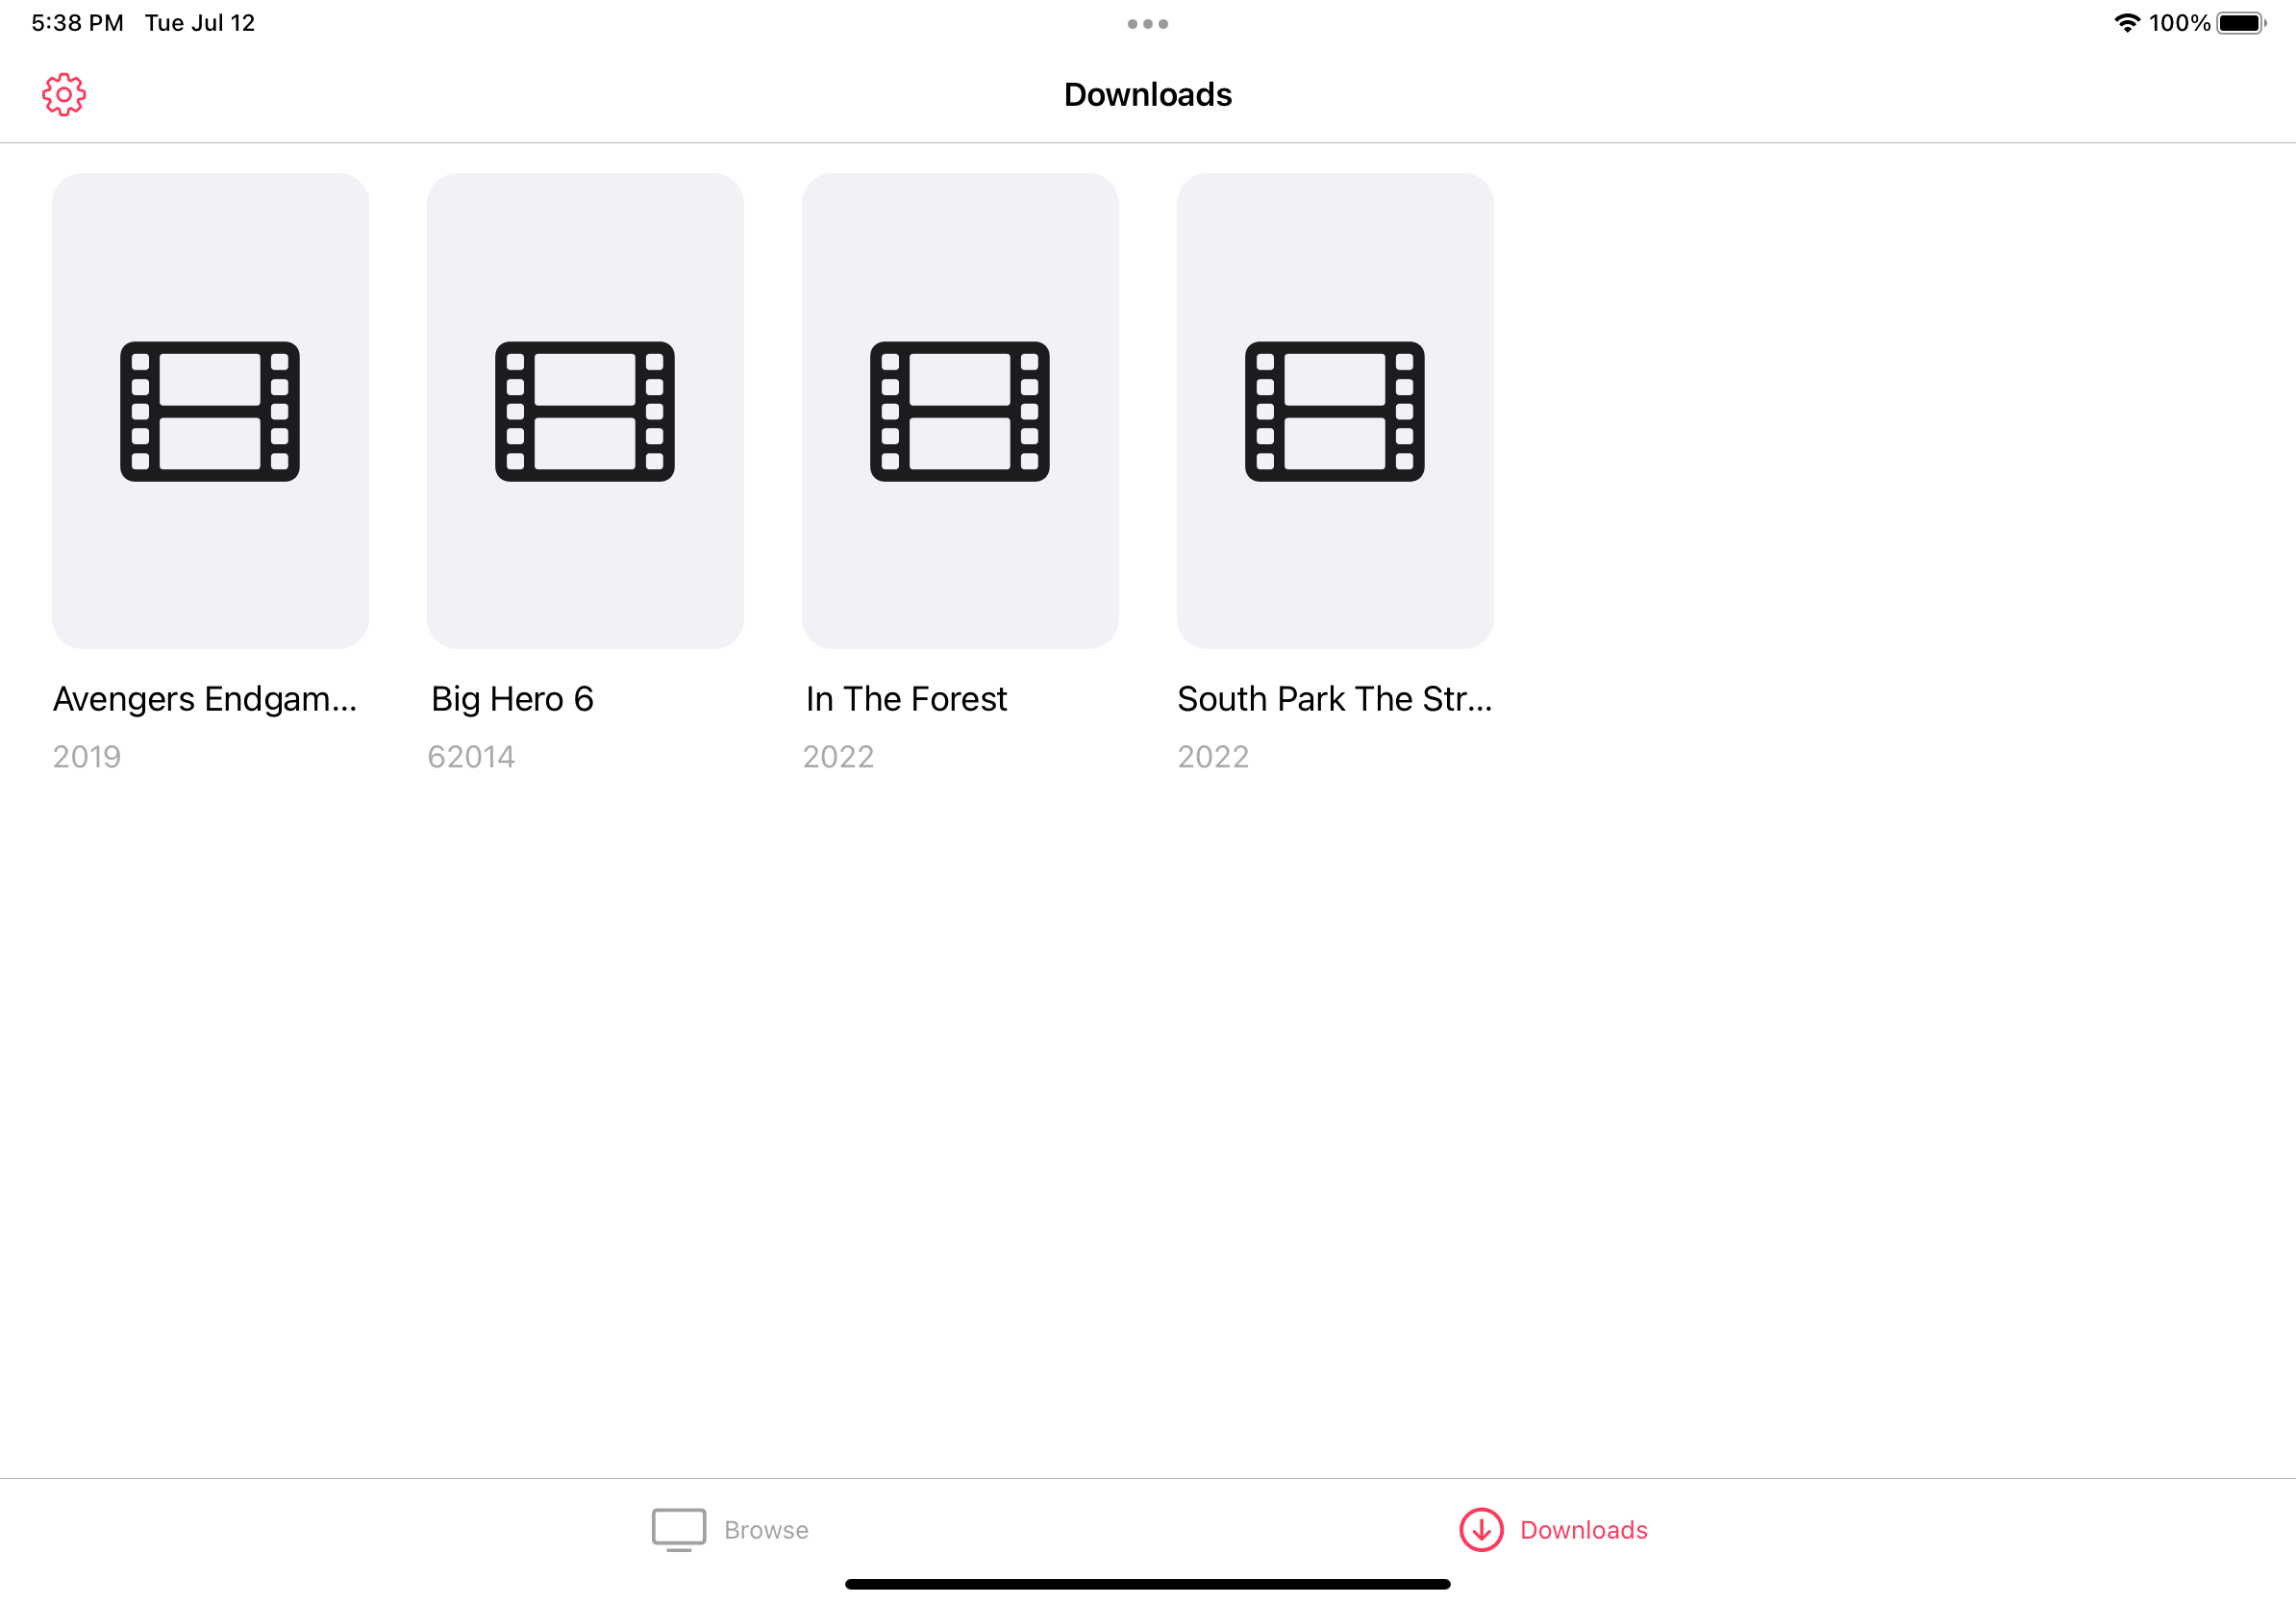 5:38 PM Tue Jul 12
100%
Downloads
Avengers Endgam...
2019
Big Hero 6
62014
In The Forest
2022
South Park The Str...
2022
Browse
Downloads